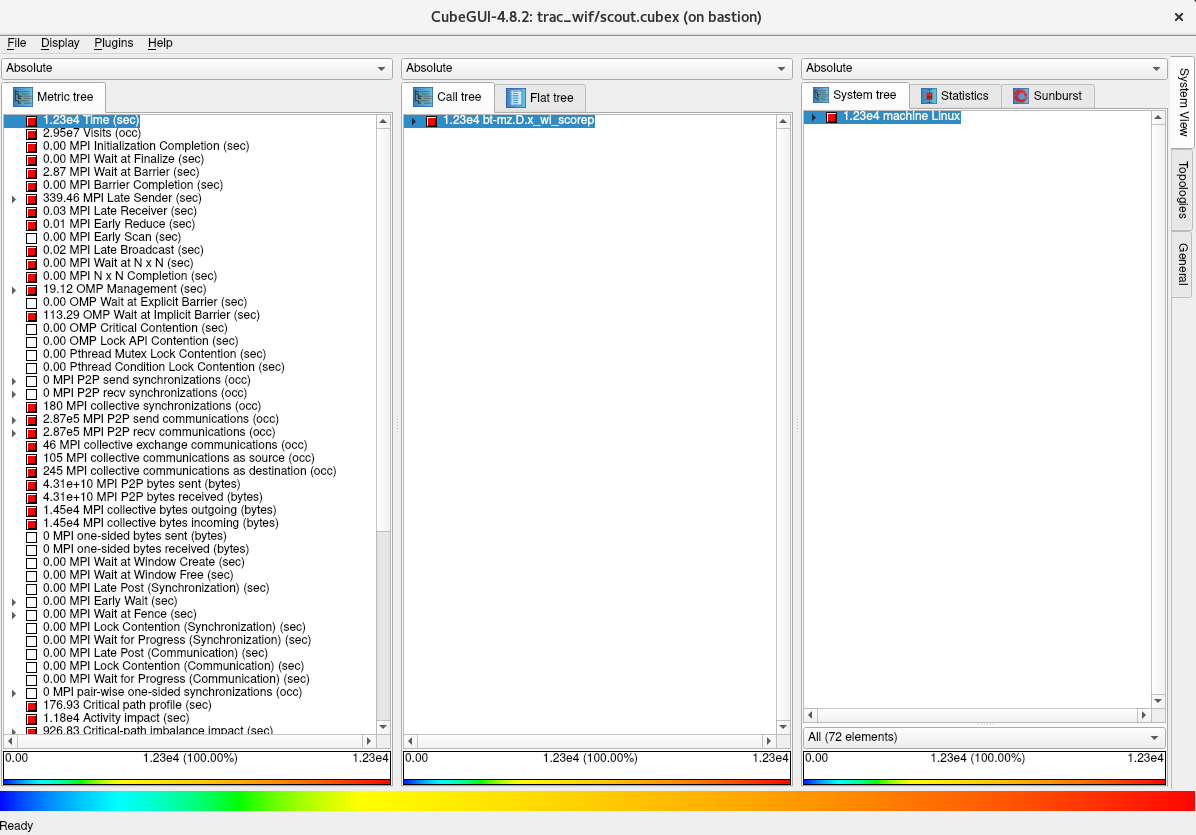 CubeGUI-4.8.2: trac_wif/scout.cubex (on bastion)
File Display Plugins Help
Absolute
Metric tree
1.23e4 Time (sec)
2.95e7 Visits (occ)
0.00 MPI Initialization Completion (sec)
0.00 MPI Wait at Finalize (sec)
2.87 MPI Wait at Barrier (sec)
0.00 MPI Barrier Completion (sec)
339.46 MPI Late Sender (sec)
0.03 MPI Late Receiver (sec)
0.01 MPI Early Reduce (sec)
0.00 MPI Early Scan (sec)
0.02 MPI Late Broadcast (sec)
0.00 MPI Wait at N x N (sec)
0.00 MPI N x N Completion (sec)
19.12 OMP Management (sec)
0.00 OMP Wait at Explicit Barrier (sec)
113.29 OMP Wait at Implicit Barrier (sec)
0.00 OMP Critical Contention (sec)
0.00 OMP Lock API Contention (sec)
0.00 Pthread Mutex Lock Contention (sec)
0.00 Pthread Condition Lock Contention (sec)
0 MPI P2P send synchronizations (occ)
0 MPI P2P recv synchronizations (occ)
180 MPI collective synchronizations (occ)
2.87e5 MPI P2P send communications (occ)
2.87e5 MPI P2P recv communications (occ)
46 MPI collective exchange communications (occ)
105 MPI collective communications as source (occ)
245 MPI collective communications as destination (occ)
4.31e+10 MPI P2P bytes sent (bytes)
4.31e+10 MPI P2P bytes received (bytes)
1.45e4 MPI collective bytes outgoing (bytes)
1.45e4 MPI collective bytes incoming (bytes)
0 MPI one-sided bytes sent (bytes)
0 MPI one-sided bytes received (bytes)
0.00 MPI Wait at Window Create (sec)
0.00 MPI Wait at Window Free (sec)
0.00 MPI Late Post (Synchronization) (sec)
0.00 MPI Early Wait (sec)
0.00 MPI Wait at Fence (sec)
0.00 MPI Lock Contention (Synchronization) (sec)
0.00 MPI Wait for Progress (Synchronization) (sec)
0.00 MPI Late Post (Communication) (sec)
0.00 MPI Lock Contention (Communication) (sec)
0.00 MPI Wait for Progress (Communication) (sec)
0 MPI pair-wise one-sided synchronizations (occ)
176.93 Critical path profile (sec)
1.18e4 Activity impact (sec)
926.83 Critical-path imbalance impact (sec)
0.00 1.23e4 (100.00%) 1.23e4
Absolute
Call tree Flat tree
1.23e4 bt-mz.D.x_wi_scorep
0.00 1.23e4 (100.00%) 1.23e4
Absolute
System tree Statistics Sunburst
1.23e4 machine Linux
All (72 elements)
0.00 1.23e4 (100.00%) 1.23e4
System View
Topologies
General
Ready